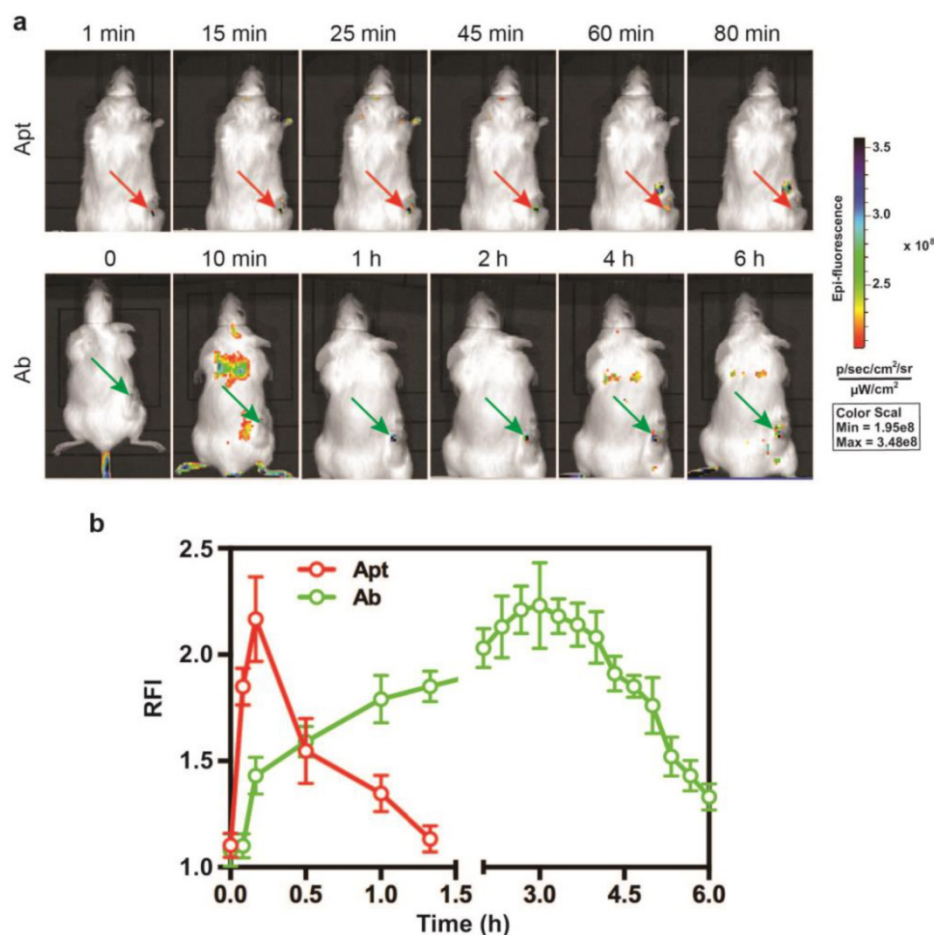 a
1 min 15 min 25 min 45 min 60 min 80 min
Apt
0 10 min 1 h 2 h 4 h 6 h
Ab
3.5
3.0
2.5
Epi-fluorescence
x 10⁸
p/sec/cm²/sr
µW/cm²
Color Scal
Min = 1.95e8
Max = 3.48e8
b
2.5
2.0
1.5
1.0
RFI
Apt
Ab
0.0 0.5 1.0 1.5 3.0 4.5 6.0
Time (h)